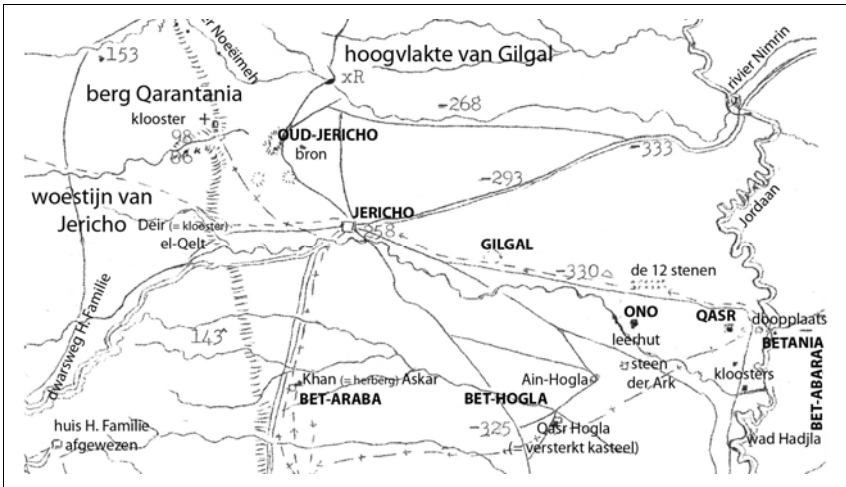 153
er Noeëimeh
hoogvlakte van Gilgal
rivier Nimrin
xR
berg Qarantania
klooster
-268
98
66
OUD-JERICHO
bron
-333
-293
woestijn van
Jericho
JERICHO
258
Deir (= klooster)
el-Qelt
Jordaan
GILGAL
-330
de 12 stenen
dwarsweg H. Familie
143
ONO
leerhut
QASR
doopplaats
BETANIA
steen
der Ark
kloosters
BET-ABARA
Khan (= herberg) Askar
BET-ARABA
Ain-Hogla
BET-HOGLA
-325
Qasr Hogla
(= versterkt kasteel)
wad Hadjla
huis H. Familie
afgewezen